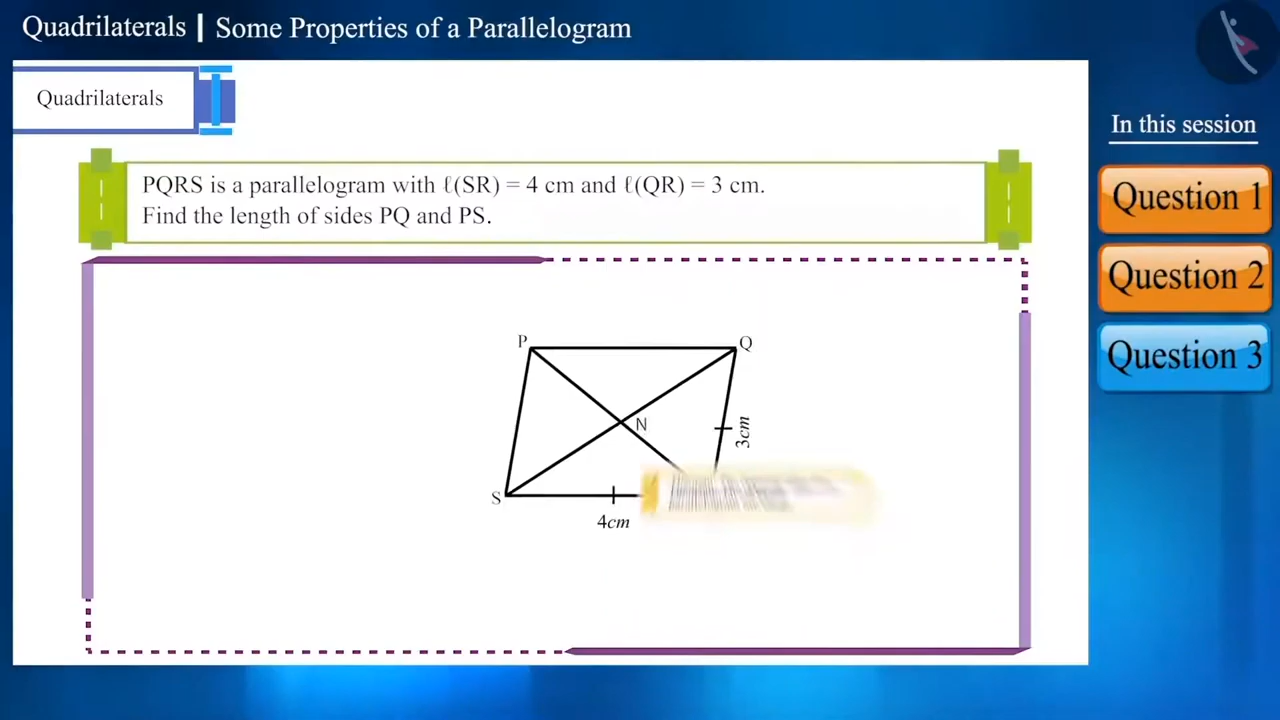 Quadrilaterals | Some Properties of a Parallelogram
Quadrilaterals
In this session
PQRS is a parallelogram with ℓ(SR) = 4 cm and ℓ(QR) = 3 cm.
Find the length of sides PQ and PS.
Question 1
Question 2
Question 3
P
Q
N
3cm
S
4cm